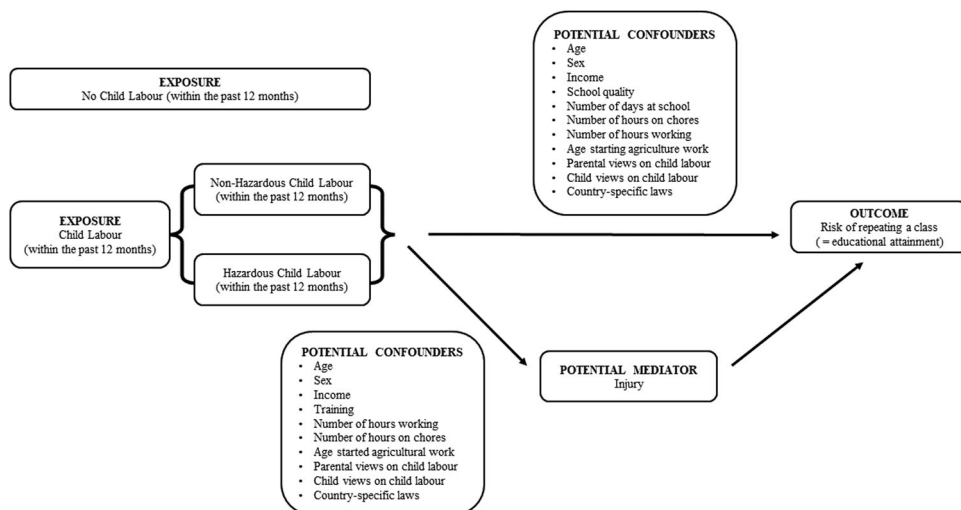 EXPOSURE
No Child Labour (within the past 12 months)
EXPOSURE
Child Labour
(within the past 12 months)
Non-Hazardous Child Labour
(within the past 12 months)
Hazardous Child Labour
(within the past 12 months)
POTENTIAL CONFOUNDERS
• Age
• Sex
• Income
• School quality
• Number of days at school
• Number of hours on chores
• Number of hours working
• Age starting agriculture work
• Parental views on child labour
• Child views on child labour
• Country-specific laws
OUTCOME
Risk of repeating a class
( = educational attainment)
POTENTIAL CONFOUNDERS
• Age
• Sex
• Income
• Training
• Number of hours working
• Number of hours on chores
• Age started agricultural work
• Parental views on child labour
• Child views on child labour
• Country-specific laws
POTENTIAL MEDIATOR
Injury